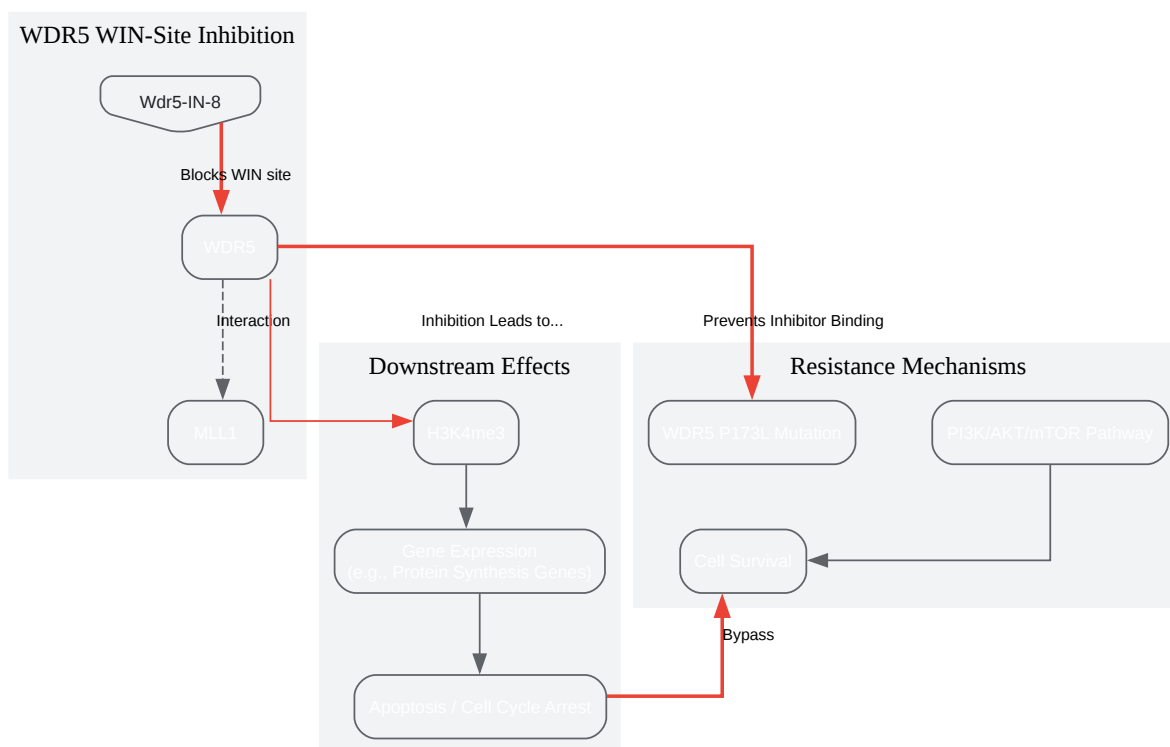 WDR5 WIN-Site Inhibition
Wdr5-IN-8
Blocks WIN site
WDR5
Interaction
Inhibition Leads to...
Prevents Inhibitor Binding
MLL1
Downstream Effects
H3K4me3
Gene Expression
(e.g., Protein Synthesis Genes)
Apoptosis / Cell Cycle Arrest
Resistance Mechanisms
WDR5 P173L Mutation
PI3K/AKT/mTOR Pathway
Cell Survival
Bypass